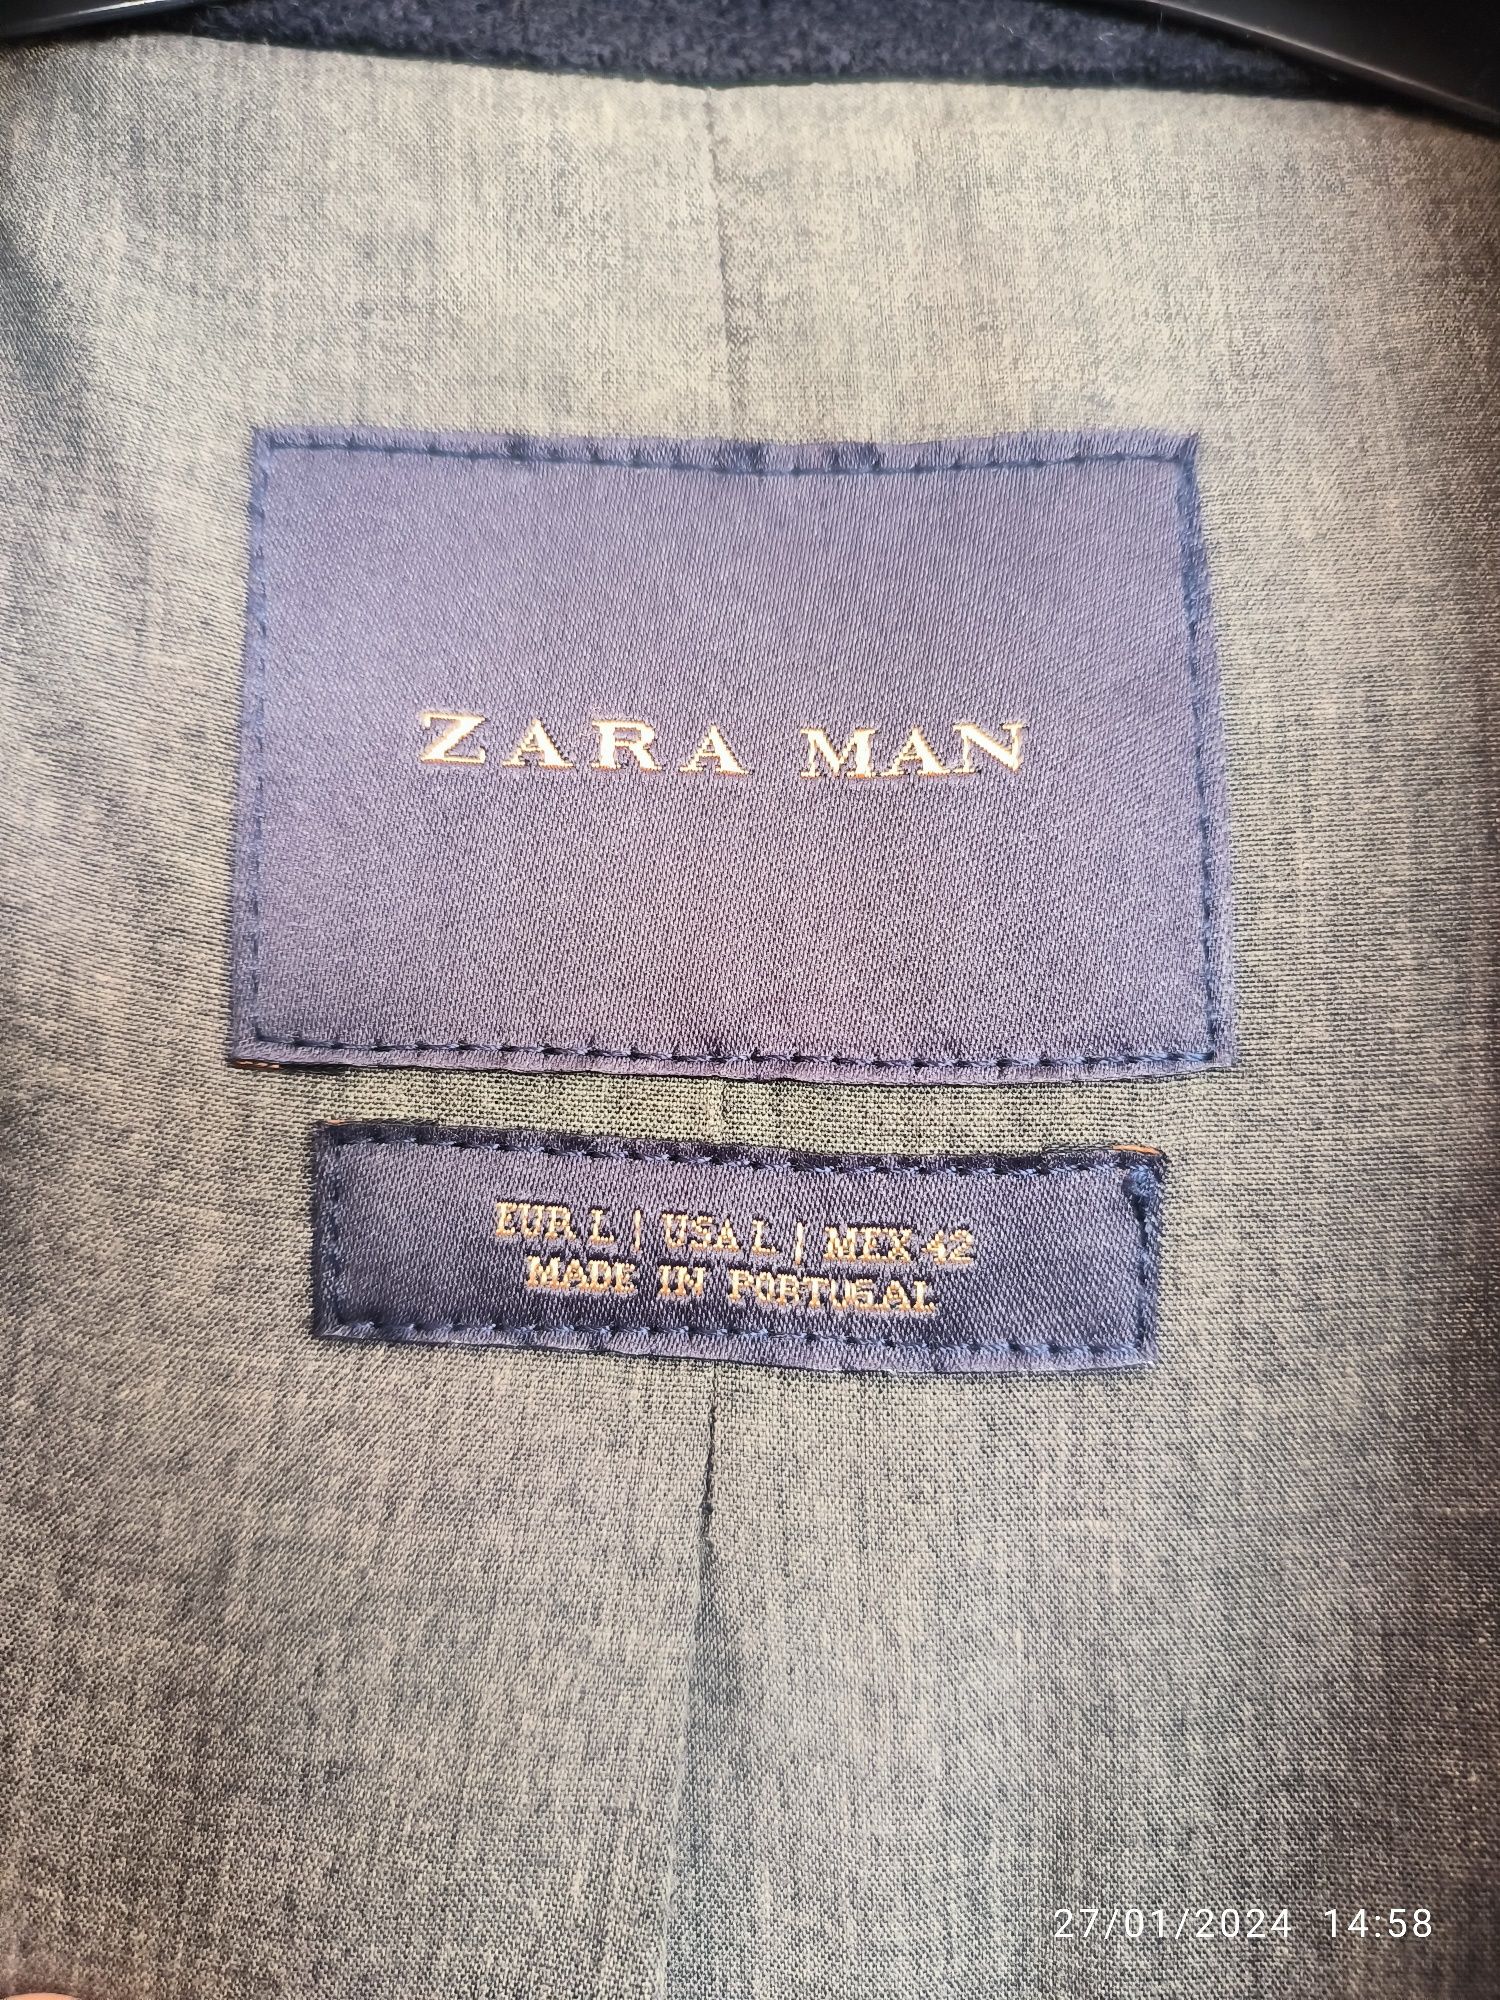 ZARA MAN
EUR L | USA L | MEX 42
MADE IN PORTUGAL
27/01/2024 14:58